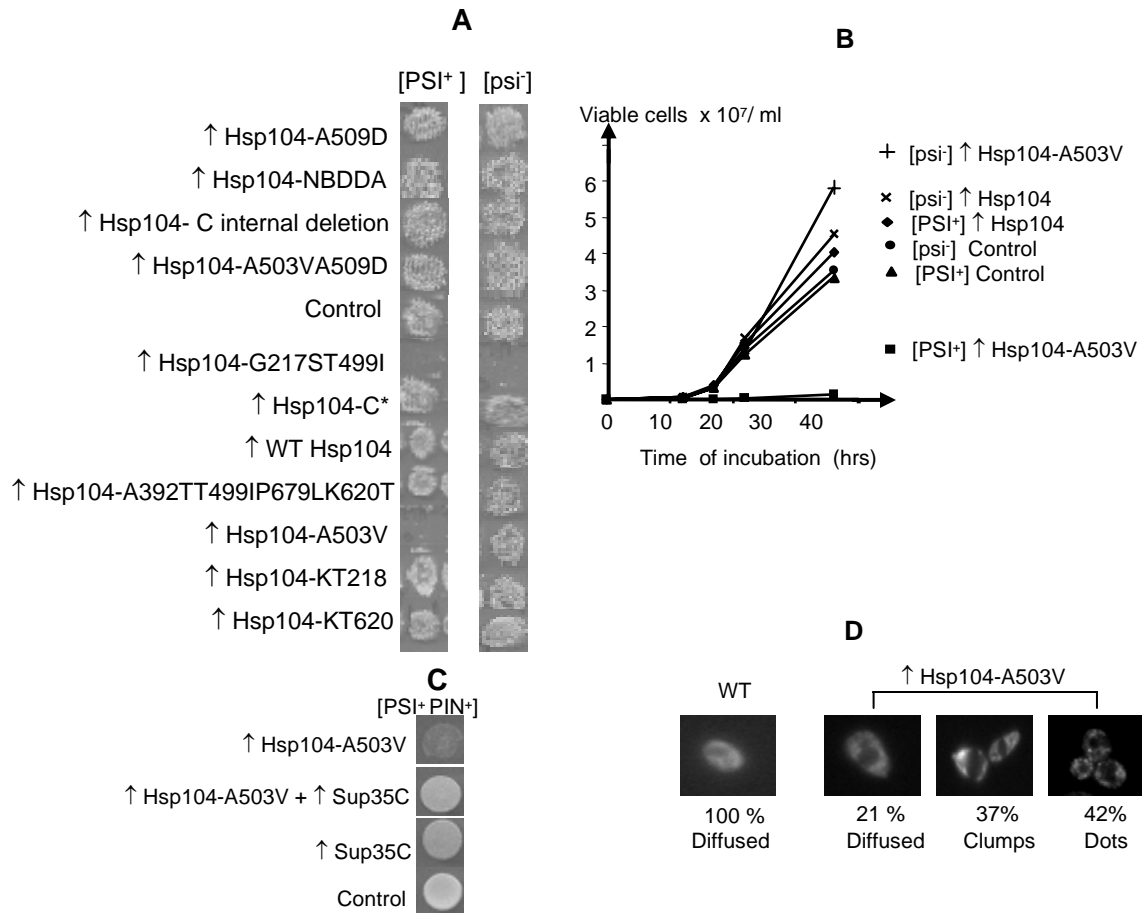 A
[PSI⁺ ] [psi⁻]
↑ Hsp104-A509D
↑ Hsp104-NBDDA
↑ Hsp104- C internal deletion
↑ Hsp104-A503VA509D
Control
↑ Hsp104-G217ST499I
↑ Hsp104-C*
↑ WT Hsp104
↑ Hsp104-A392TT499IP679LK620T
↑ Hsp104-A503V
↑ Hsp104-KT218
↑ Hsp104-KT620
B
Viable cells x 10⁷/ ml
6
5
4
3
2
1
0 10 20 30 40
Time of incubation (hrs)
[psi⁻] ↑ Hsp104-A503V
[psi⁻] ↑ Hsp104
[PSI⁺] ↑ Hsp104
[psi⁻] Control
[PSI⁺] Control
[PSI⁺] ↑ Hsp104-A503V
C
[PSI⁺ PIN⁺]
↑ Hsp104-A503V
↑ Hsp104-A503V + ↑ Sup35C
↑ Sup35C
Control
D
WT
↑ Hsp104-A503V
100 % Diffused
21 % Diffused
37% Clumps
42% Dots